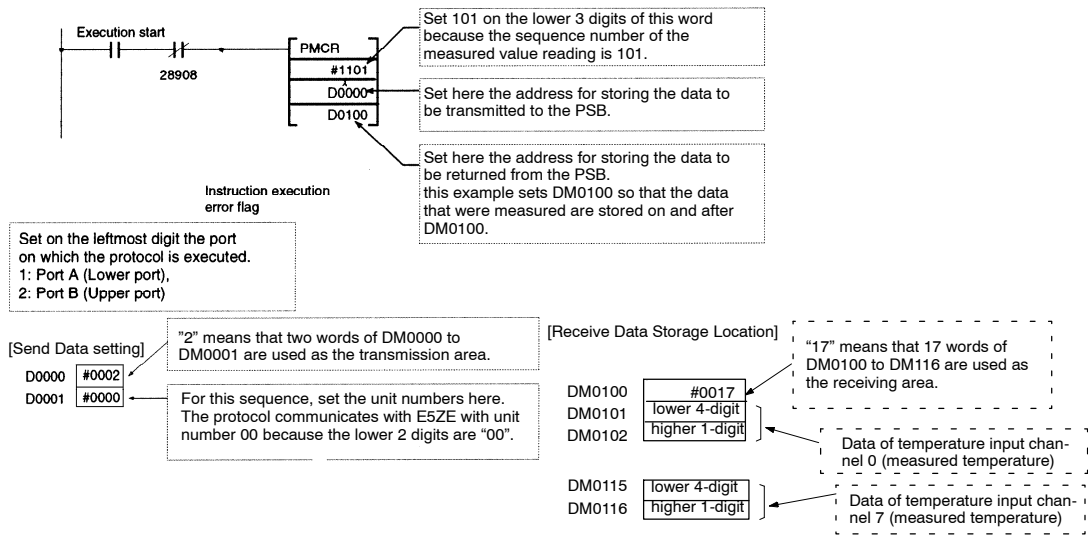 Execution start
28908
PMCR
#1101
D0000
D0100
Set 101 on the lower 3 digits of this word
because the sequence number of the
measured value reading is 101.
Set here the address for storing the data to
be transmitted to the PSB.
Set here the address for storing the data to
be returned from the PSB.
this example sets DM0100 so that the data
that were measured are stored on and after
DM0100.
Instruction execution
error flag
Set on the leftmost digit the port
on which the protocol is executed.
1: Port A (Lower port),
2: Port B (Upper port)
[Send Data setting]
D0000 #0002
D0001 #0000
"2" means that two words of DM0000 to
DM0001 are used as the transmission area.
For this sequence, set the unit numbers here.
The protocol communicates with E5ZE with unit
number 00 because the lower 2 digits are "00".
[Receive Data Storage Location]
"17" means that 17 words of
DM0100 to DM116 are used as
the receiving area.
DM0100 #0017
DM0101 lower 4-digit
DM0102 higher 1-digit
Data of temperature input chan-
nel 0 (measured temperature)
DM0115 lower 4-digit
DM0116 higher 1-digit
Data of temperature input chan-
nel 7 (measured temperature)